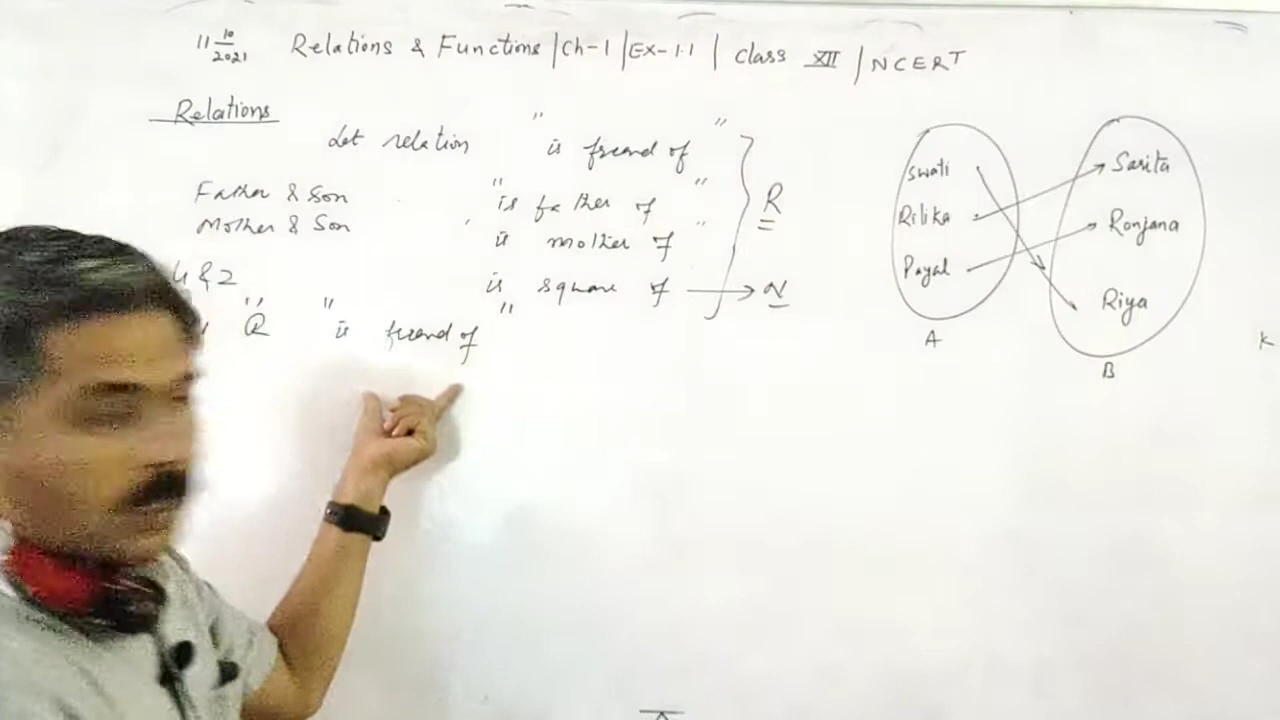 11 10/2021 Relations & Functions | Ch-1 | Ex-1.1 | Class XII | NCERT
Relations
Let relation "is friend of"
Father & Son "is father of"
Mother & Son "is mother of"
4 & 2 is square of" → N
R
"R" "is friend of
Swati
Ritika
Payal
A
Sarita
Ranjana
Riya
B
K